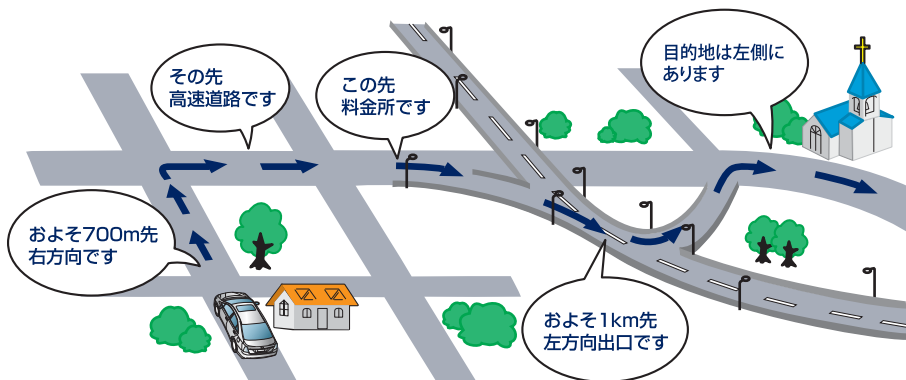 およそ700m先
右方向です
その先
高速道路です
この先
料金所です
およそ1km先
左方向出口です
目的地は左側に
あります